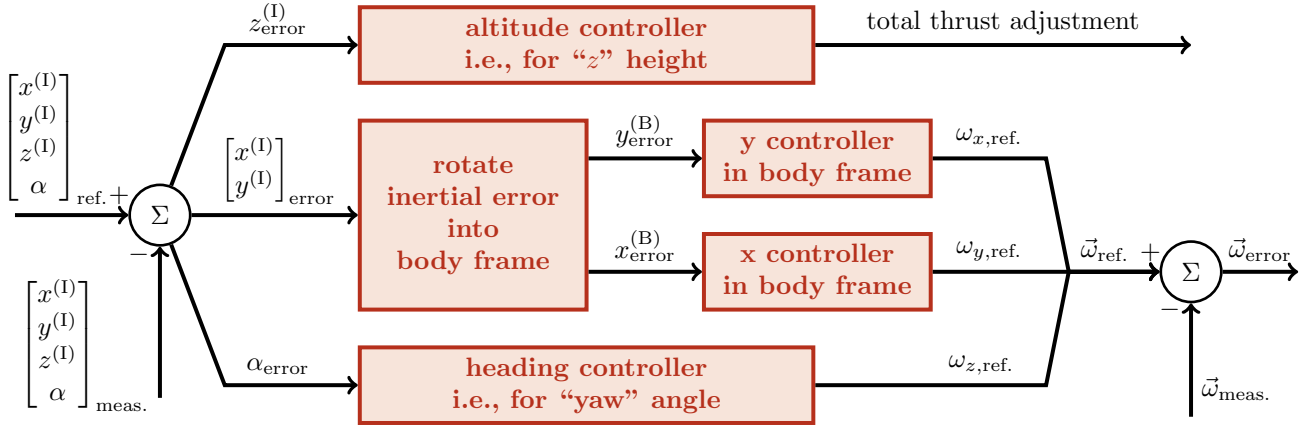 z_error^(I)
altitude controller
i.e., for “z” height
total thrust adjustment
[x^(I)
y^(I)
z^(I)
α]_ref.
+
Σ
−
[x^(I)
y^(I)
z^(I)
α]_meas.
[x^(I)
y^(I)]_error
rotate
inertial error
into
body frame
y_error^(B)
y controller
in body frame
ω_x,ref.
x_error^(B)
x controller
in body frame
ω_y,ref.
α_error
heading controller
i.e., for “yaw” angle
ω_z,ref.
ω⃗_ref.
+
Σ
−
ω⃗_error
ω⃗_meas.